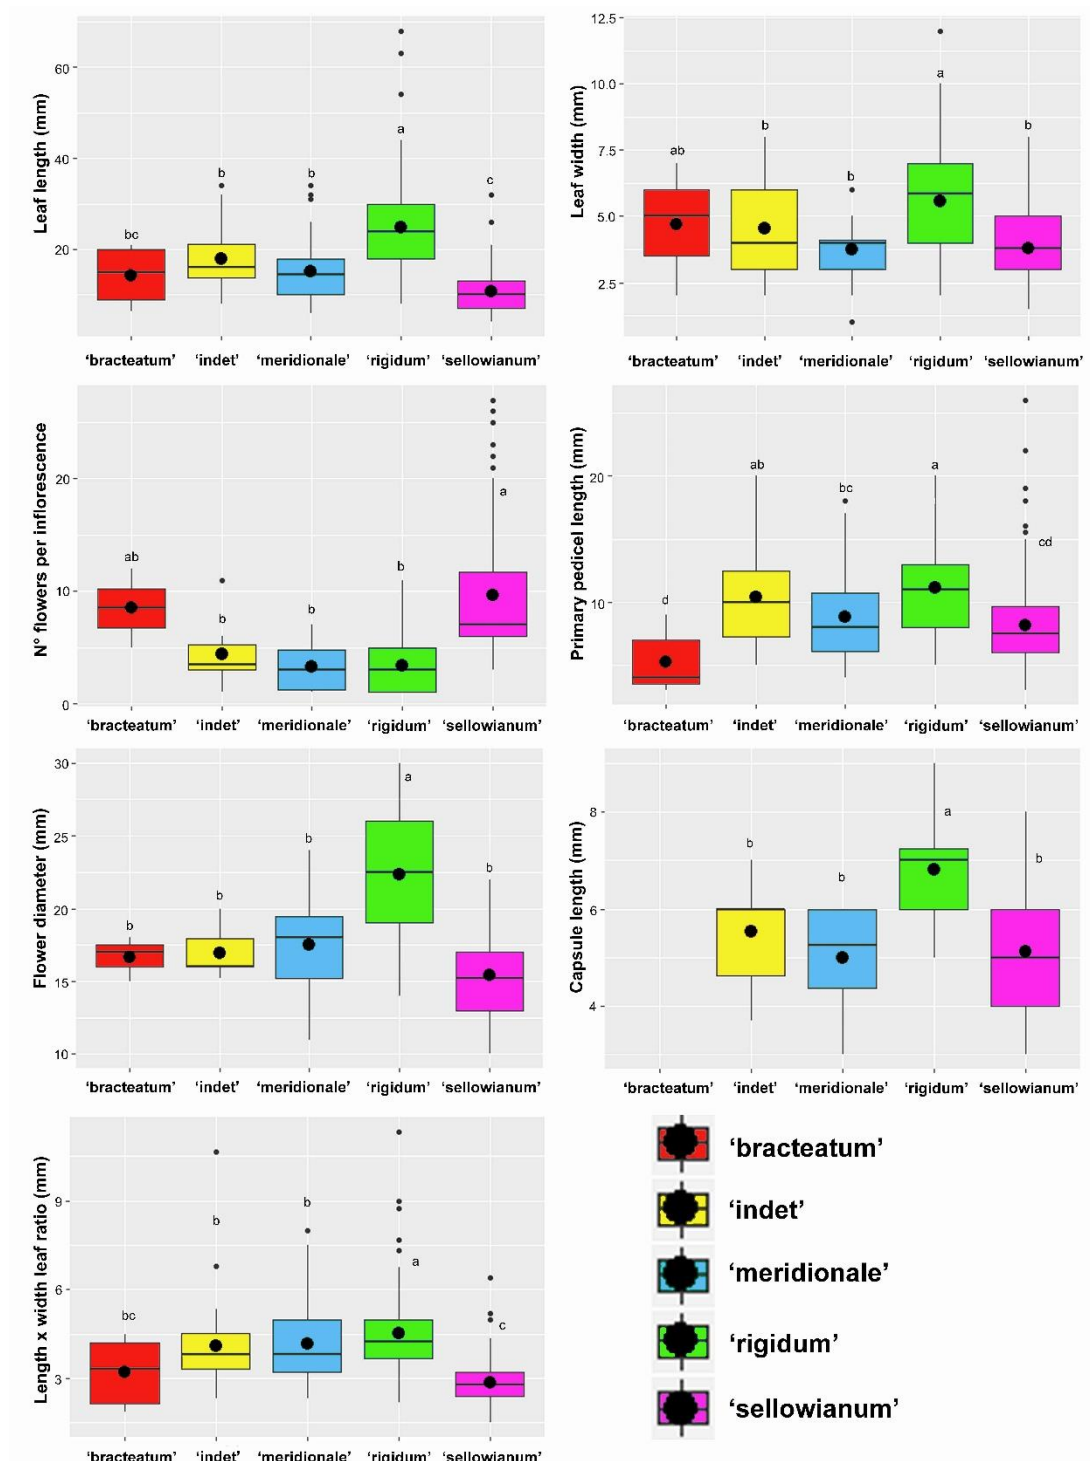 Leaf length (mm)
60
40
20
bc
b
b
a
c
‘bracteatum’ ‘indet’ ‘meridionale’ ‘rigidum’ ‘sellowianum’
Leaf width (mm)
12.5
10.0
7.5
5.0
2.5
ab
b
b
a
b
‘bracteatum’ ‘indet’ ‘meridionale’ ‘rigidum’ ‘sellowianum’
N° flowers per inflorescence
20
10
0
ab
b
b
b
a
‘bracteatum’ ‘indet’ ‘meridionale’ ‘rigidum’ ‘sellowianum’
Primary pedicel length (mm)
20
10
d
ab
bc
a
cd
‘bracteatum’ ‘indet’ ‘meridionale’ ‘rigidum’ ‘sellowianum’
Flower diameter (mm)
30
25
20
15
10
b
b
b
a
b
‘bracteatum’ ‘indet’ ‘meridionale’ ‘rigidum’ ‘sellowianum’
Capsule length (mm)
8
6
4
b
b
a
b
‘bracteatum’ ‘indet’ ‘meridionale’ ‘rigidum’ ‘sellowianum’
Length x width leaf ratio (mm)
9
6
3
bc
b
b
a
c
‘bracteatum’ ‘indet’ ‘meridionale’ ‘rigidum’ ‘sellowianum’
‘bracteatum’
‘indet’
‘meridionale’
‘rigidum’
‘sellowianum’